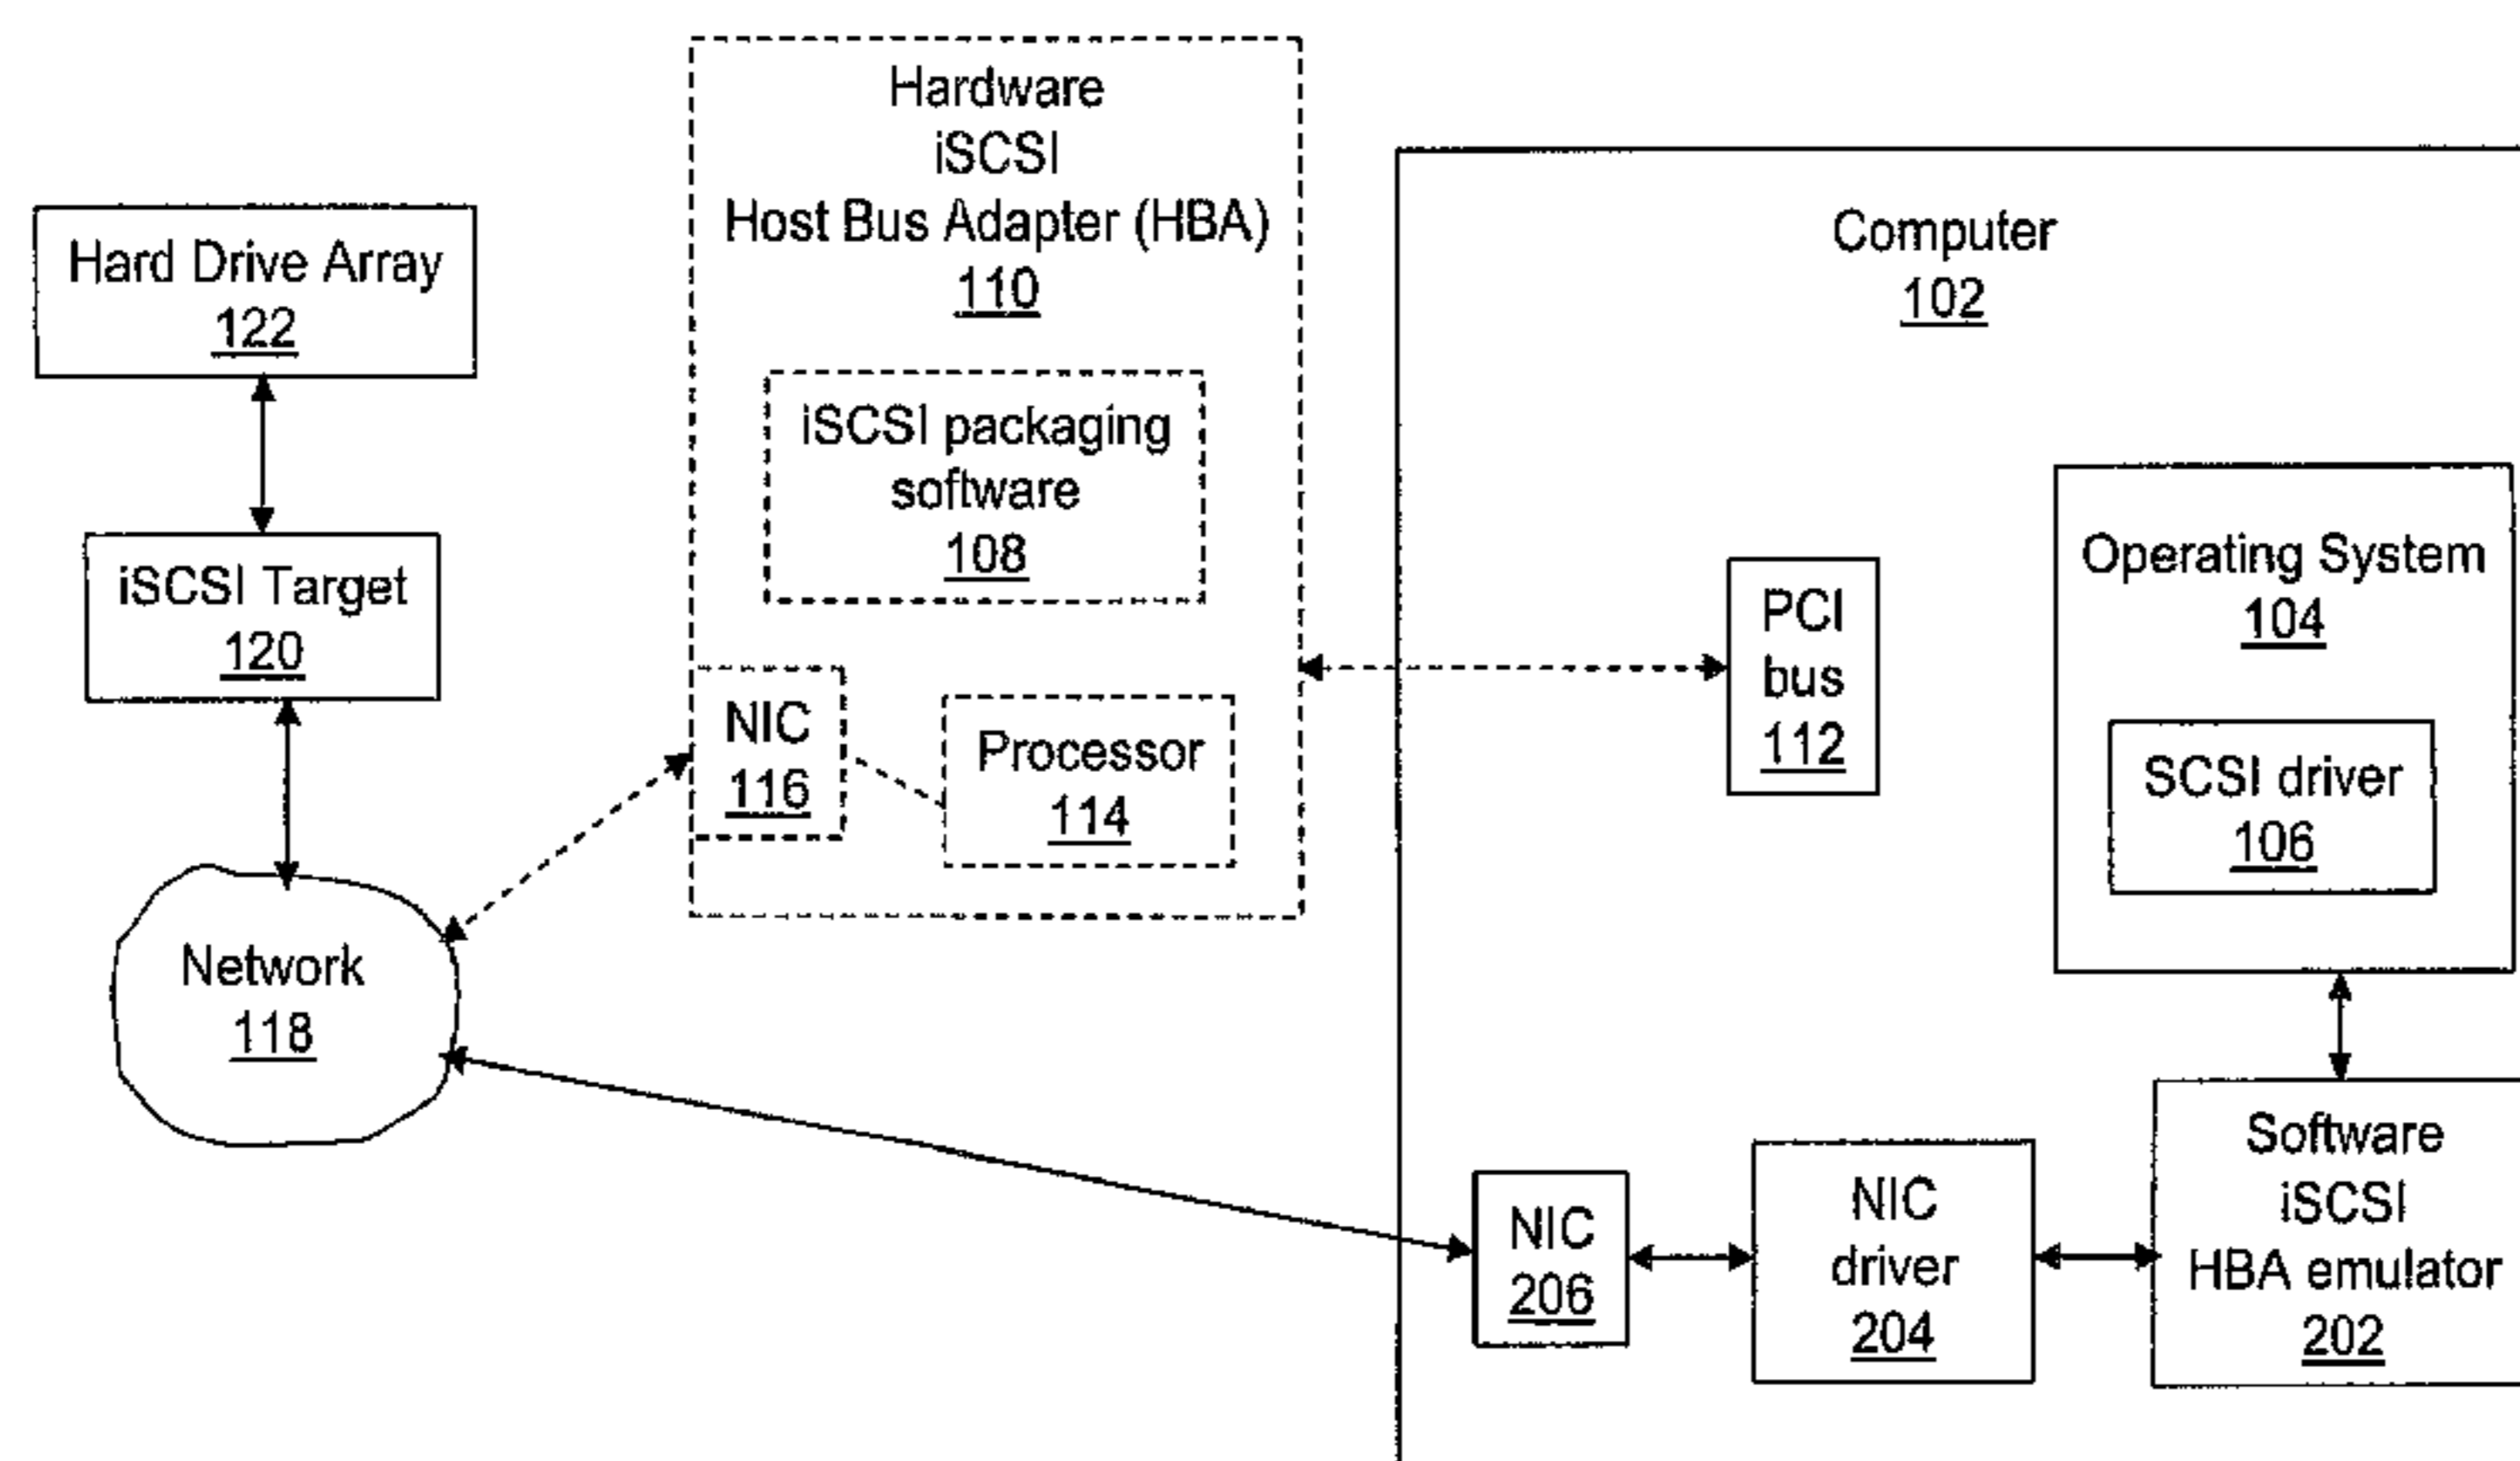 Hardware
iSCSI
Host Bus Adapter (HBA)
110
Computer
102
Hard Drive Array
122
iSCSI packaging
software
108
iSCSI Target
120
Operating System
104
PCI
bus
112
NIC
116
Processor
114
SCSI driver
106
Network
118
Software
iSCSI
HBA emulator
202
NIC
driver
204
NIC
206